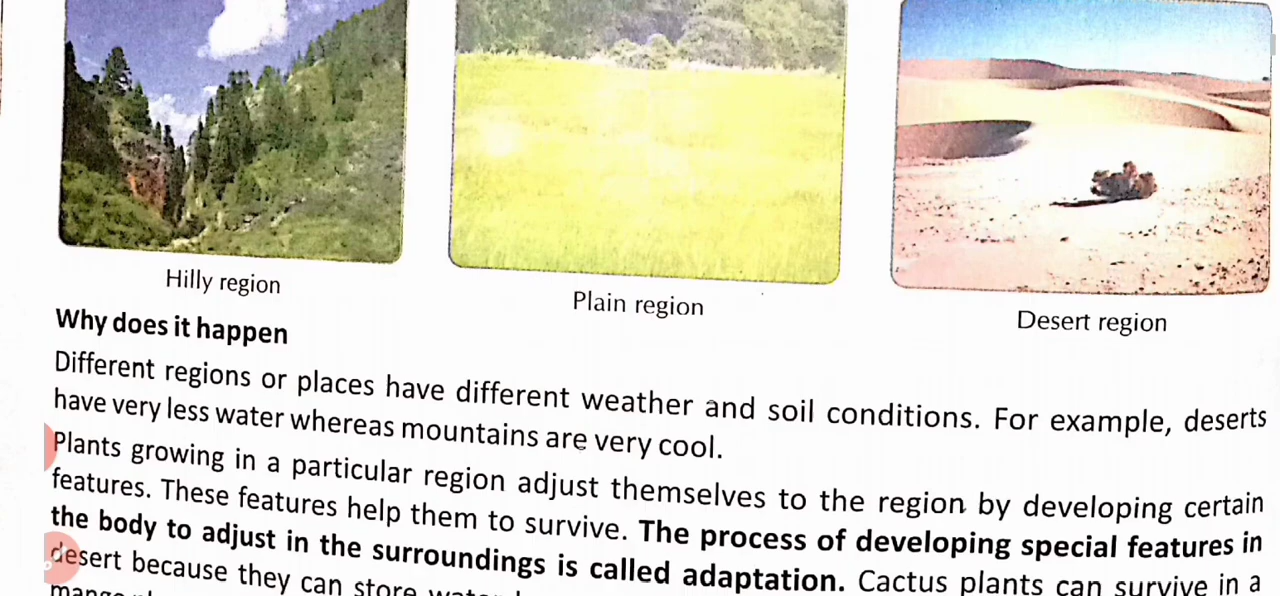 Hilly region
Plain region
Desert region
Why does it happen
Different regions or places have different weather and soil conditions. For example, deserts
have very less water whereas mountains are very cool.
Plants growing in a particular region adjust themselves to the region by developing certain
features. These features help them to survive. The process of developing special features in
the body to adjust in the surroundings is called adaptation. Cactus plants can survive in a
desert because they can store